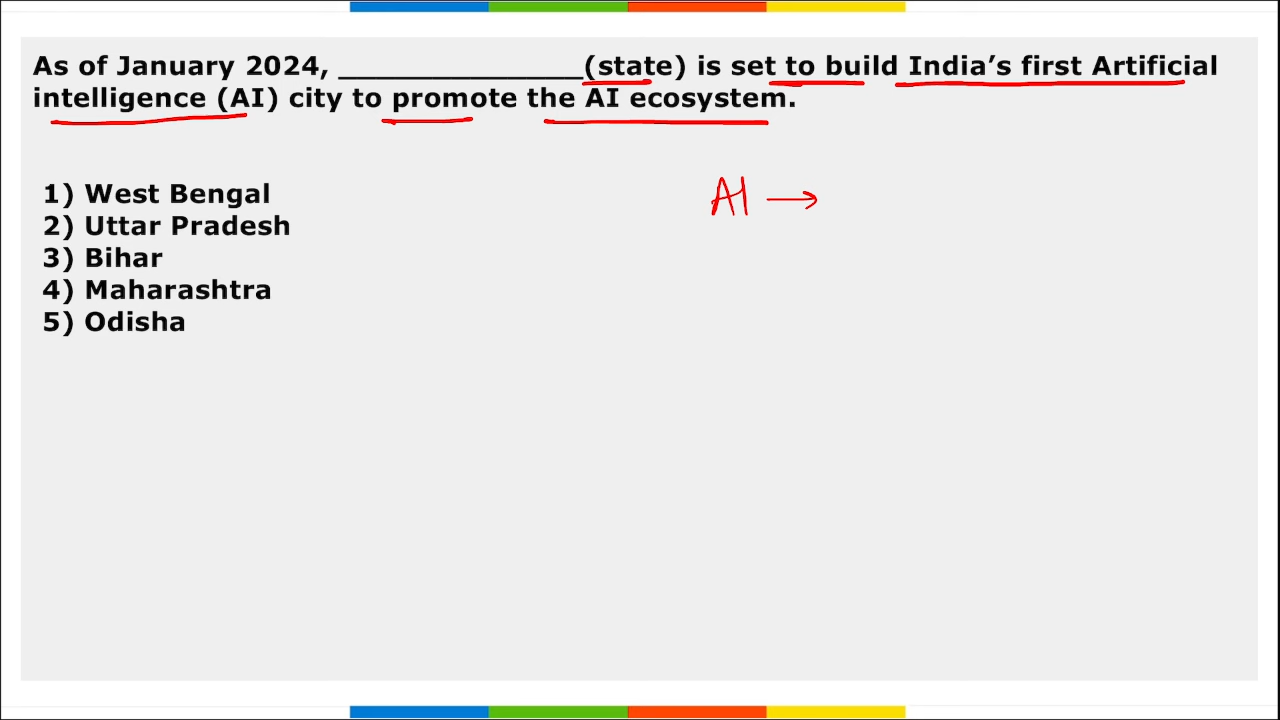 As of January 2024, _______________(state) is set to build India’s first Artificial
intelligence (AI) city to promote the AI ecosystem.
1) West Bengal
AI →
2) Uttar Pradesh
3) Bihar
4) Maharashtra
5) Odisha